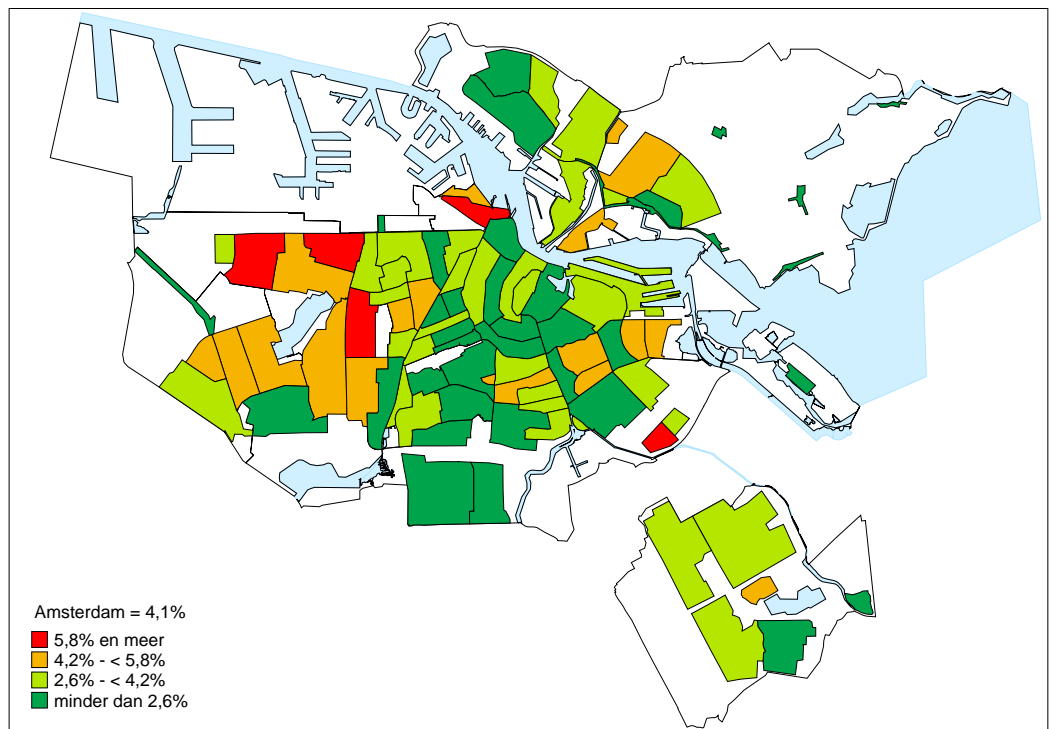 Amsterdam = 4,1%
5,8% en meer
4,2% - < 5,8%
2,6% - < 4,2%
minder dan 2,6%